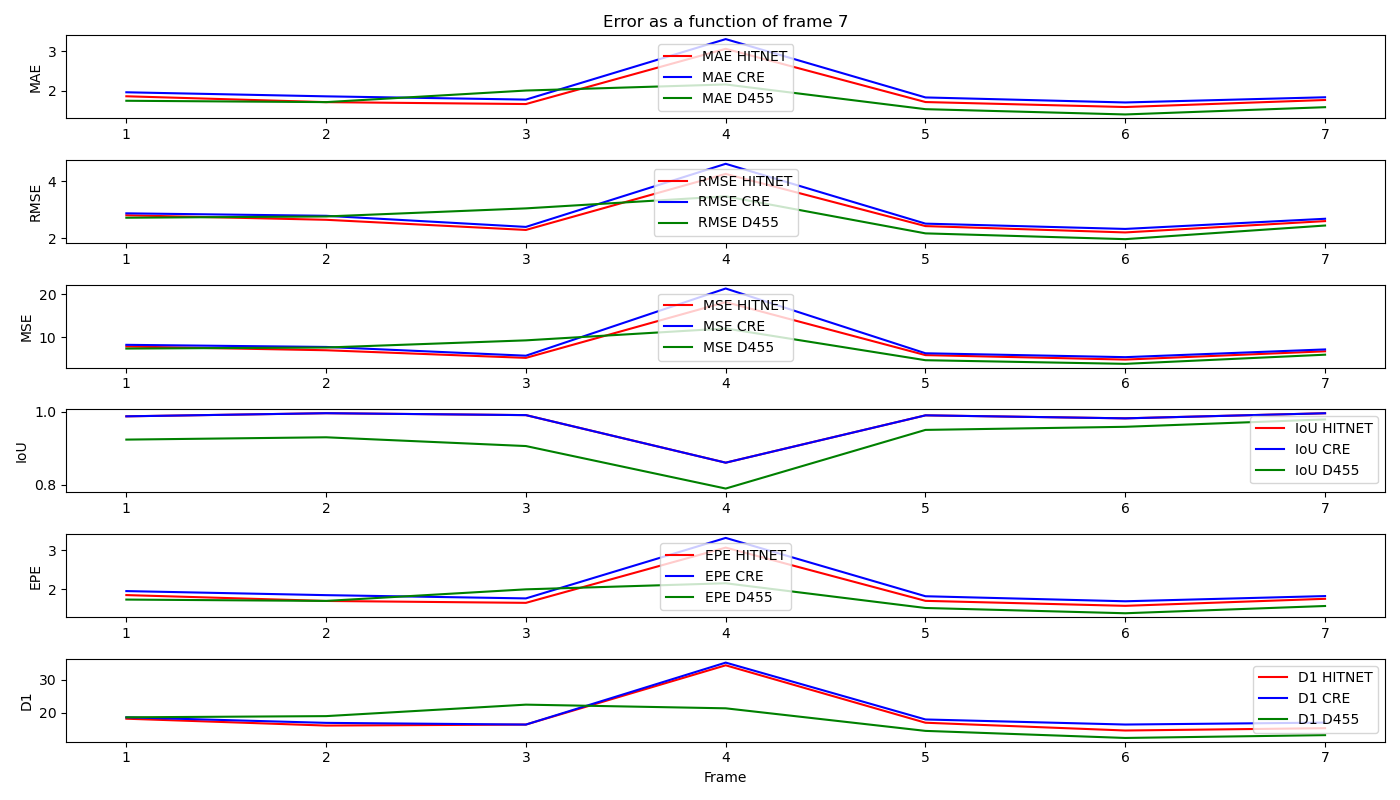 Error as a function of frame 7
MAE
3
2
MAE HITNET
MAE CRE
MAE D455
1 2 3 4 5 6 7
RMSE
4
2
RMSE HITNET
RMSE CRE
RMSE D455
1 2 3 4 5 6 7
MSE
20
10
MSE HITNET
MSE CRE
MSE D455
1 2 3 4 5 6 7
IoU
1.0
0.8
IoU HITNET
IoU CRE
IoU D455
1 2 3 4 5 6 7
EPE
3
2
EPE HITNET
EPE CRE
EPE D455
1 2 3 4 5 6 7
D1
30
20
D1 HITNET
D1 CRE
D1 D455
1 2 3 4 5 6 7
Frame